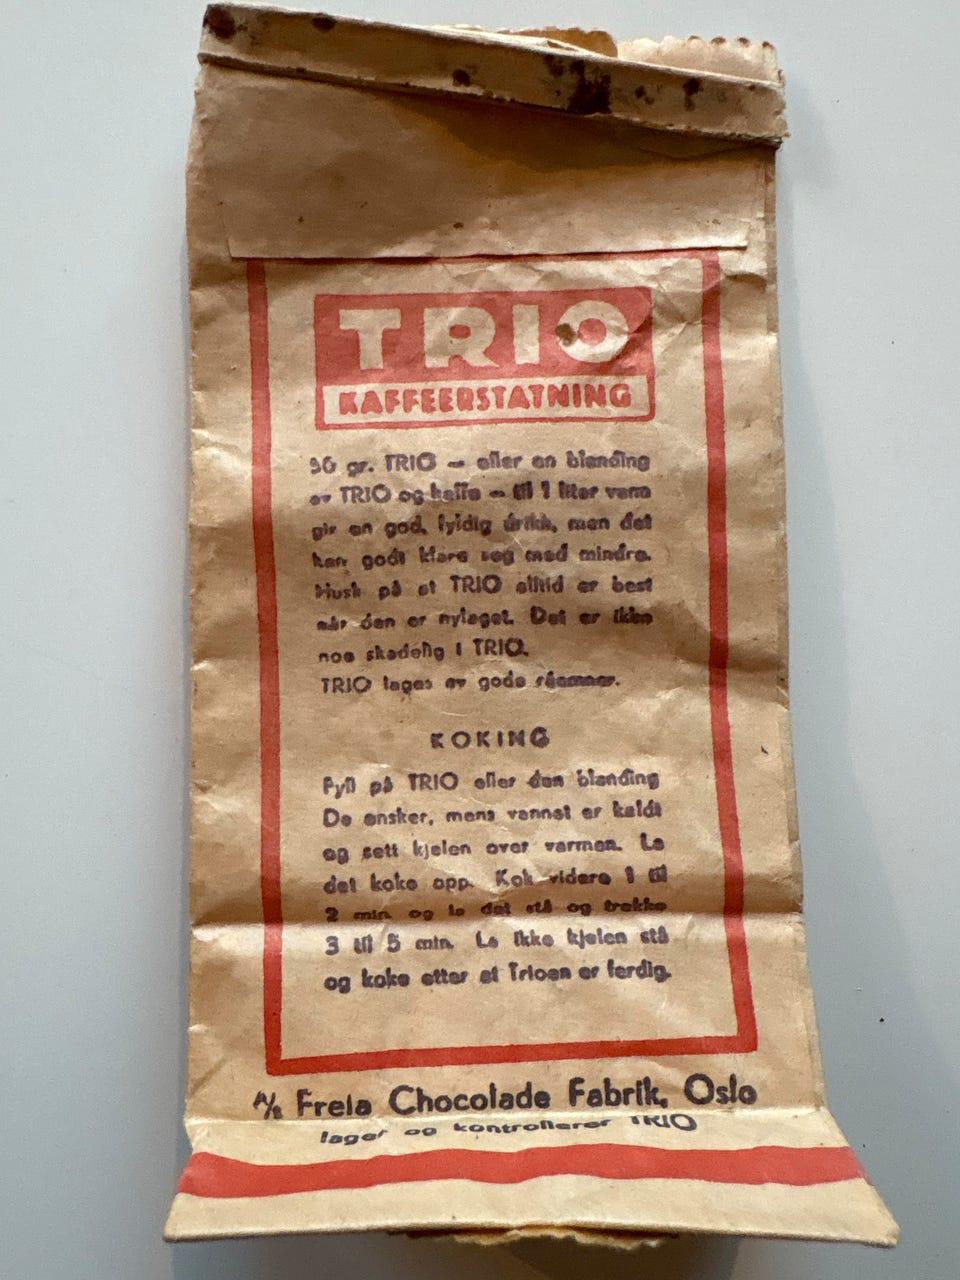 TRIO
KAFFEERSTATNING
50 gr. TRIO — eller en blanding
av TRIO og kaffe — til 1 liter vann
gir en god, fyldig drikk, men det
kan godt klare seg med mindre.
Husk på at TRIO alltid er best
når den er nylaget. Det er ikke
noe skadelig i TRIO.
TRIO lages av gode råemner.
KOKING
Fyll på TRIO eller den blanding
De ønsker, mens vannet er kaldt
og sett kjelen over varmen. La
det koke opp. Kok videre 1 til
2 min. og la det stå og trekke
3 til 5 min. La ikke kjelen stå
og koke etter at Trioen er ferdig.
A/S Freia Chocolade Fabrik, Oslo
lager og kontrollerer TRIO